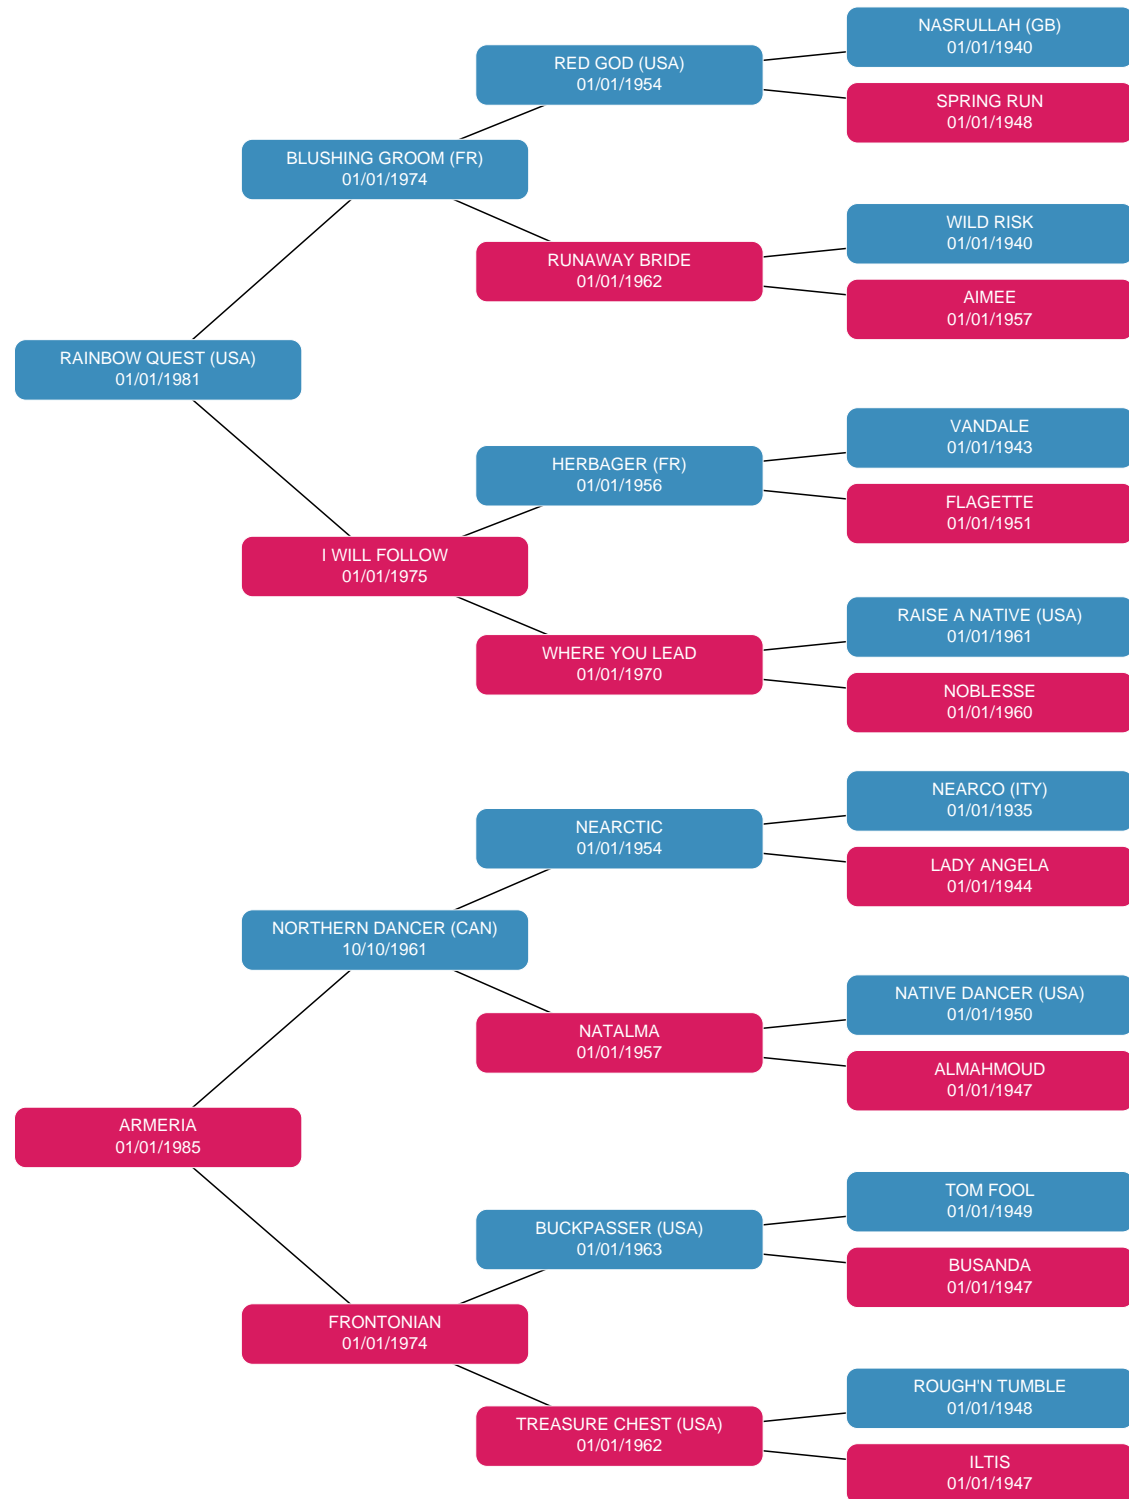 NASRULLAH (GB)
01/01/1940
RED GOD (USA)
01/01/1954
SPRING RUN
01/01/1948
BLUSHING GROOM (FR)
01/01/1974
WILD RISK
01/01/1940
RUNAWAY BRIDE
01/01/1962
AIMEE
01/01/1957
RAINBOW QUEST (USA)
01/01/1981
VANDALE
01/01/1943
HERBAGER (FR)
01/01/1956
FLAGETTE
01/01/1951
I WILL FOLLOW
01/01/1975
RAISE A NATIVE (USA)
01/01/1961
WHERE YOU LEAD
01/01/1970
NOBLESSE
01/01/1960
NEARCO (ITY)
01/01/1935
NEARCTIC
01/01/1954
LADY ANGELA
01/01/1944
NORTHERN DANCER (CAN)
10/10/1961
NATIVE DANCER (USA)
01/01/1950
NATALMA
01/01/1957
ALMAHMOUD
01/01/1947
ARMERIA
01/01/1985
TOM FOOL
01/01/1949
BUCKPASSER (USA)
01/01/1963
BUSANDA
01/01/1947
FRONTONIAN
01/01/1974
ROUGH'N TUMBLE
01/01/1948
TREASURE CHEST (USA)
01/01/1962
ILTIS
01/01/1947